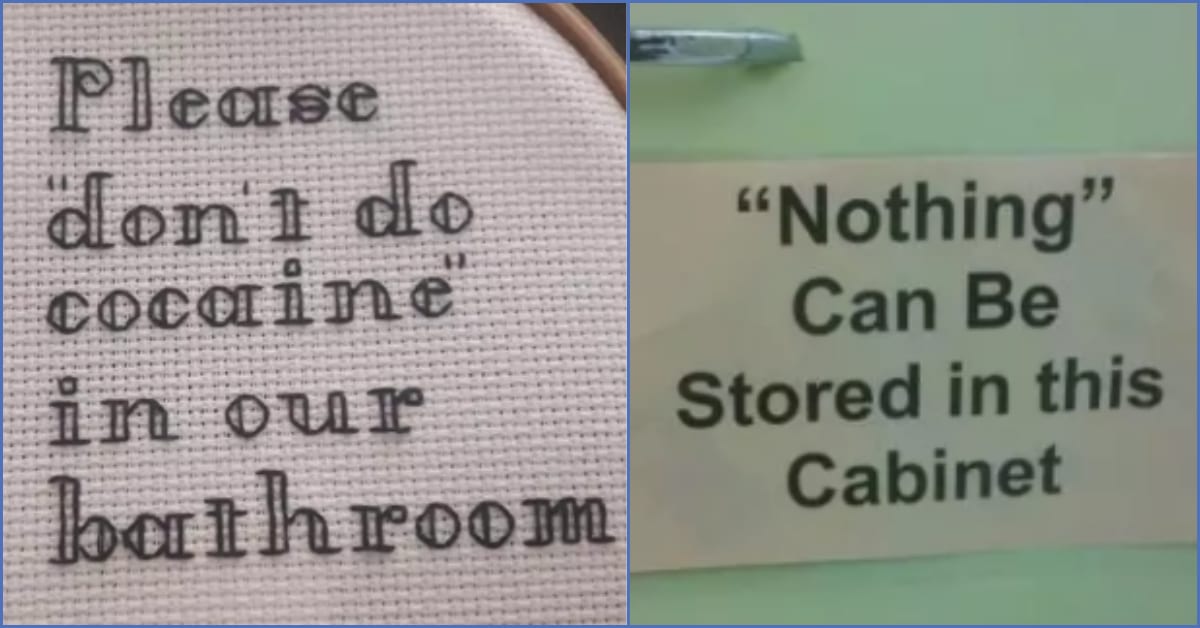 Please
"don't do
cocaine"
in our
bathroom
“Nothing”
Can Be
Stored in this
Cabinet